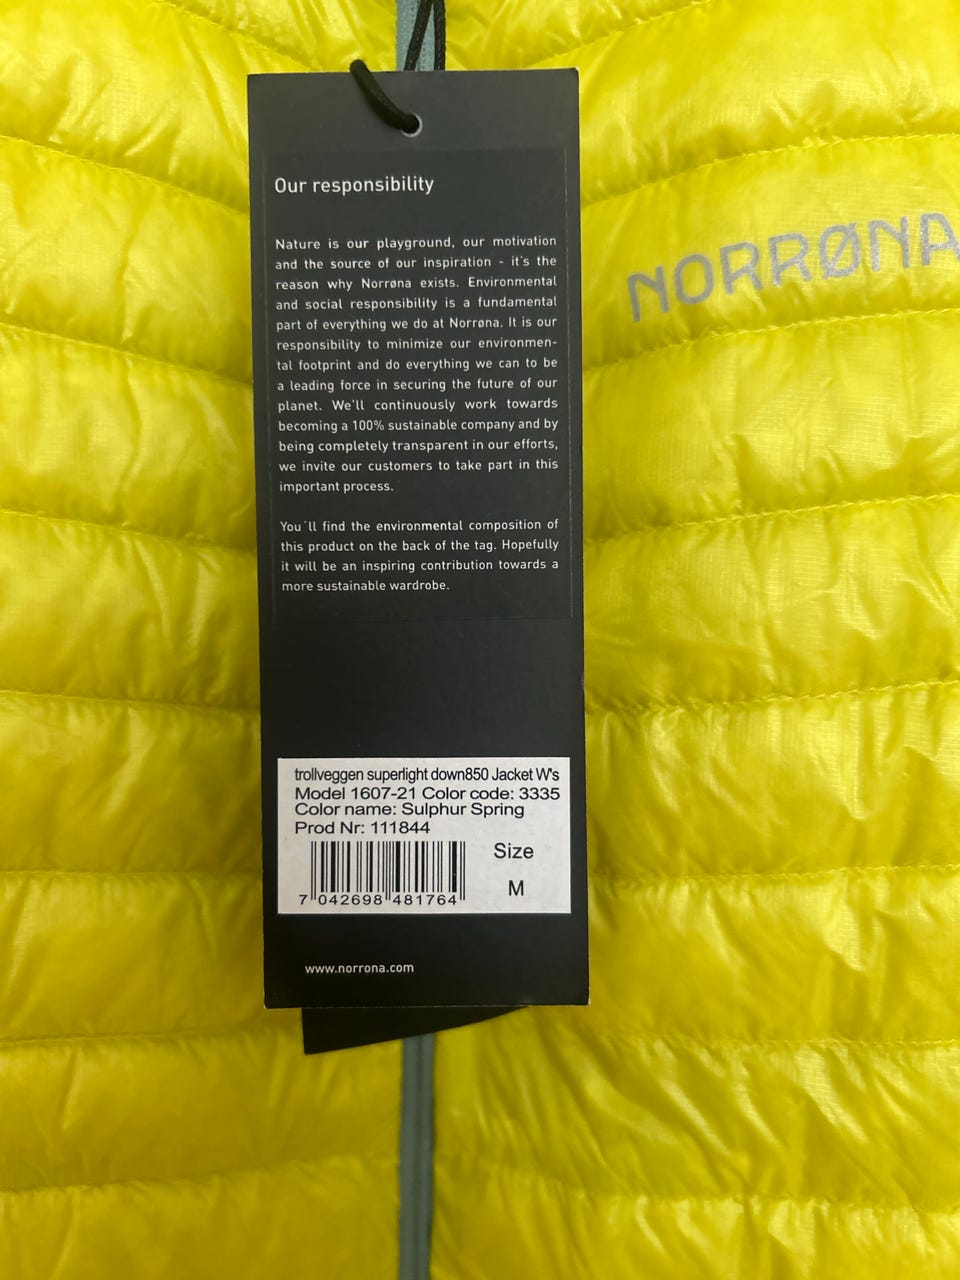 Our responsibility
NORRØNA
Nature is our playground, our motivation
and the source of our inspiration - it's the
reason why Norrøna exists. Environmental
and social responsibility is a fundamental
part of everything we do at Norrøna. It is our
responsibility to minimize our environmen-
tal footprint and do everything we can to be
a leading force in securing the future of our
planet. We'll continuously work towards
becoming a 100% sustainable company and by
being completely transparent in our efforts,
we invite our customers to take part in this
important process.
You'll find the environmental composition of
this product on the back of the tag. Hopefully
it will be an inspiring contribution towards a
more sustainable wardrobe.
trollveggen superlight down850 Jacket W's
Model 1607-21 Color code: 3335
Color name: Sulphur Spring
Prod Nr: 111844
Size
M
7 042698 481764
www.norrona.com